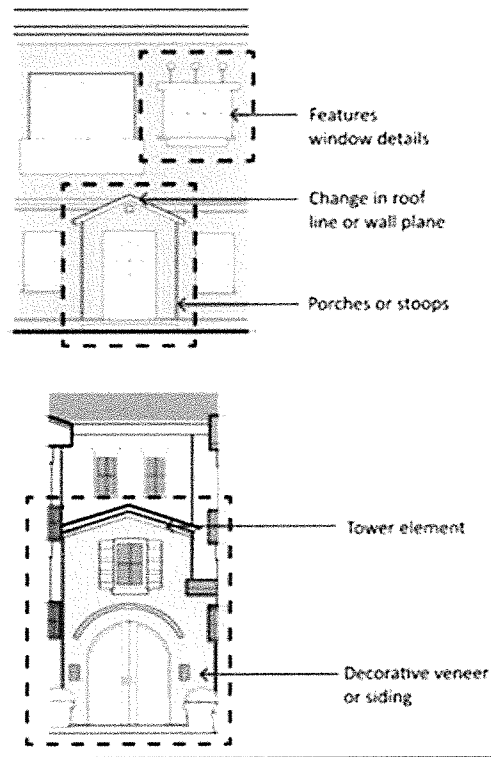 Features
window details
Change in roof
line or wall plane
Porches or stoops
Tower element
Decorative veneer
or siding